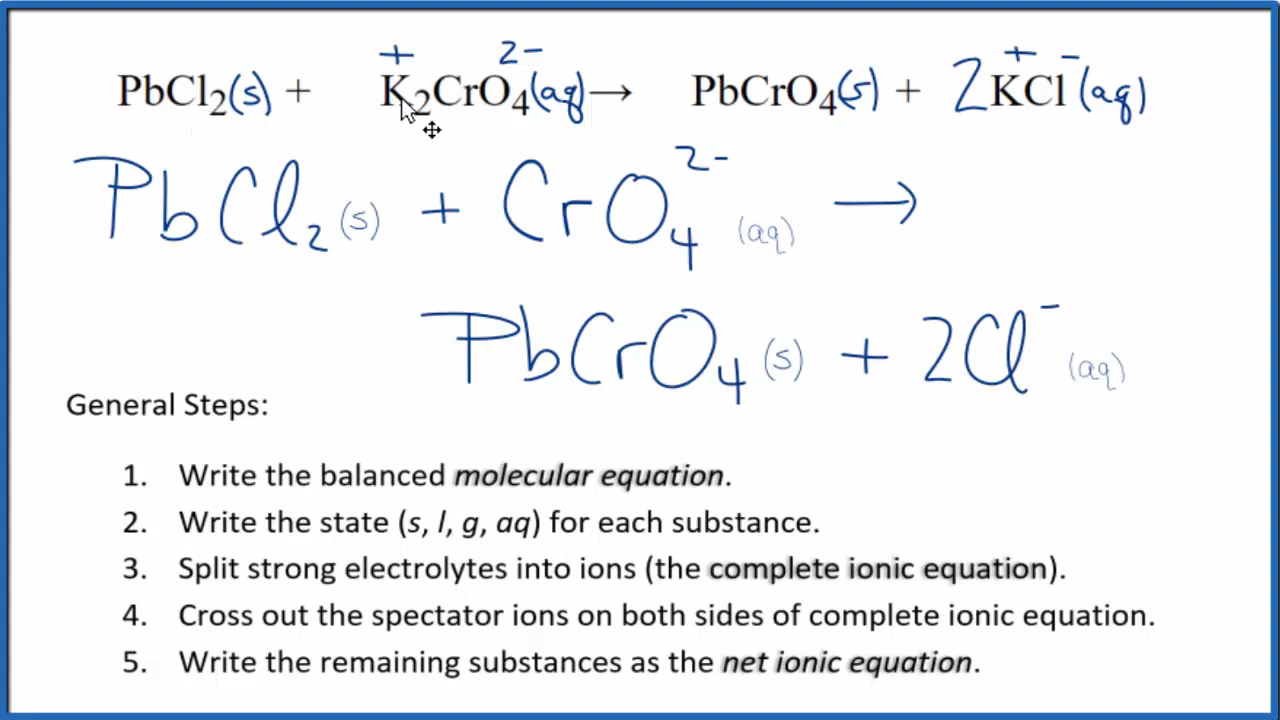 + 2- + -
PbCl₂(s) + K₂CrO₄(aq) → PbCrO₄(s) + 2KCl (aq)
PbCl₂(s) + CrO₄²⁻(aq) →
PbCrO₄(s) + 2Cl⁻(aq)
General Steps:
1. Write the balanced molecular equation.
2. Write the state (s, l, g, aq) for each substance.
3. Split strong electrolytes into ions (the complete ionic equation).
4. Cross out the spectator ions on both sides of complete ionic equation.
5. Write the remaining substances as the net ionic equation.